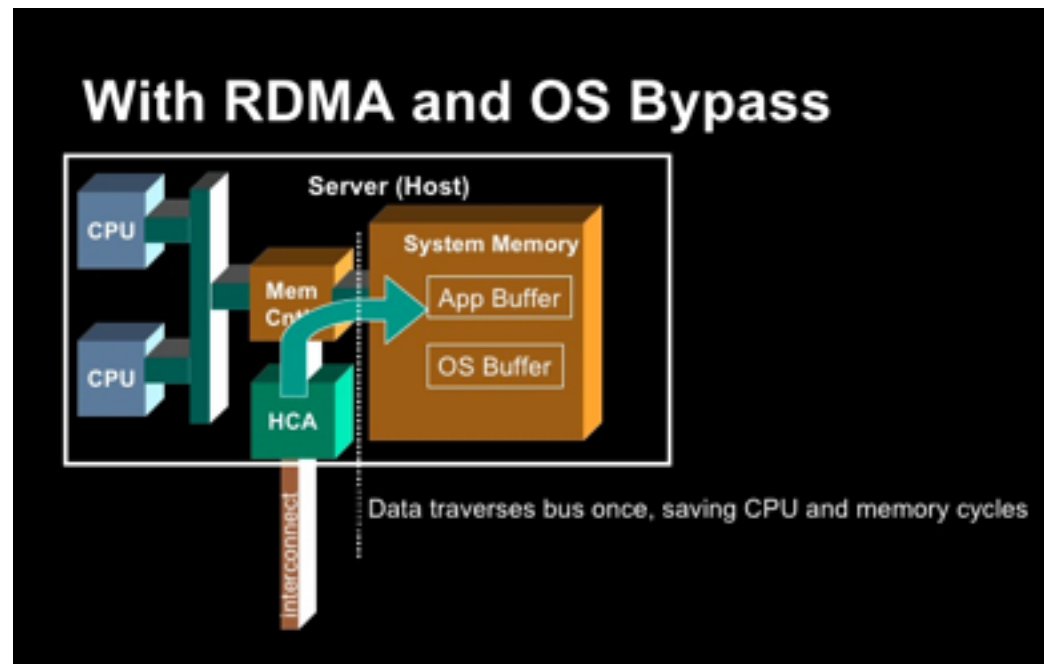 With RDMA and OS Bypass
Server (Host)
CPU
System Memory
Mem
App Buffer
OS Buffer
CPU
HCA
interconnect
Data traverses bus once, saving CPU and memory cycles